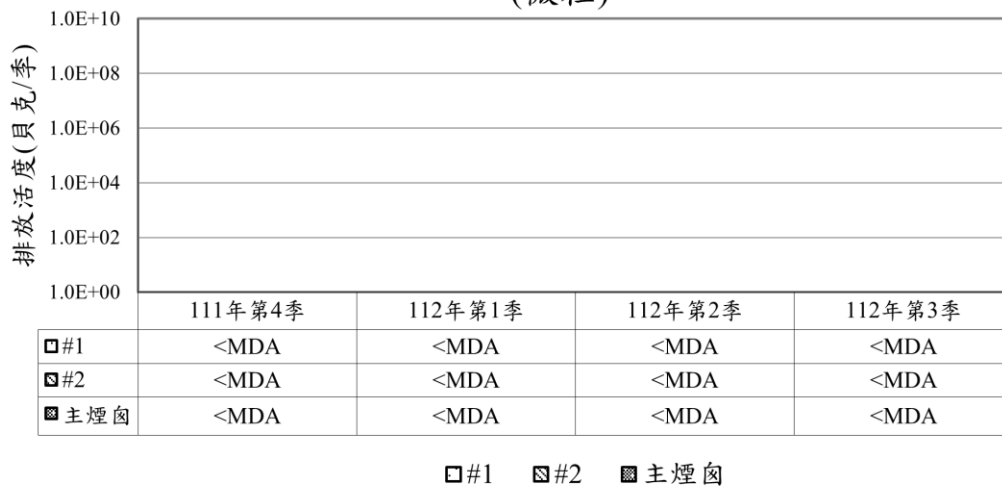 (微粒)
排放活度(貝克/季)
1.0E+10
1.0E+08
1.0E+06
1.0E+04
1.0E+02
1.0E+00
111年第4季 112年第1季 112年第2季 112年第3季
#1 <MDA <MDA <MDA <MDA
#2 <MDA <MDA <MDA <MDA
主煙囪 <MDA <MDA <MDA <MDA
#1 #2 主煙囪